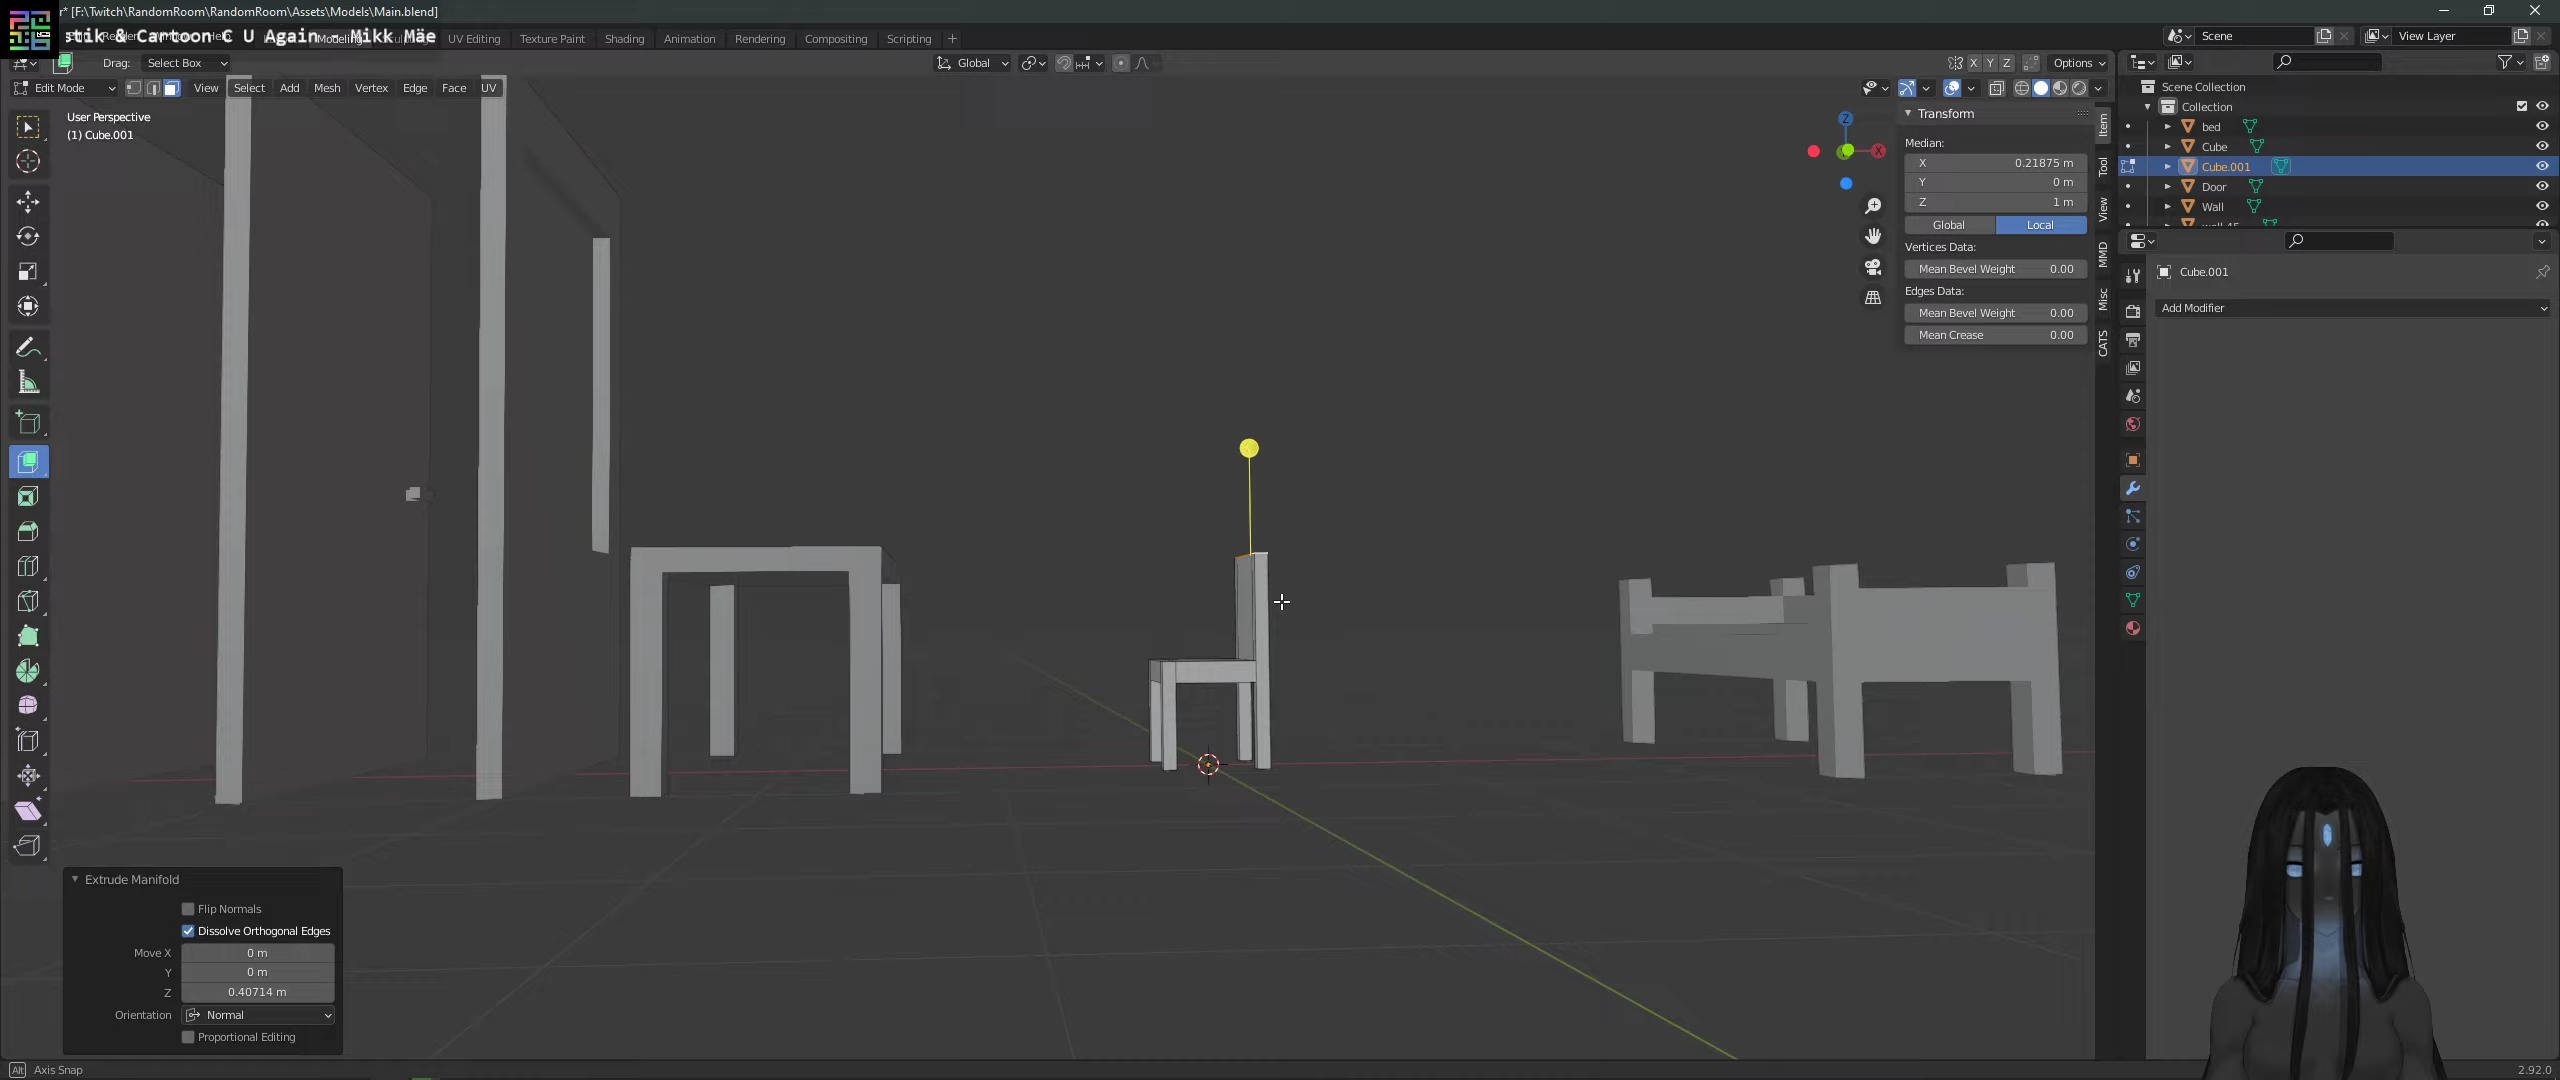 r* [F:\Twitch\RandomRoom\RandomRoom\Assets\Models\Main.blend]
stik & Cartoon C U Again - Mikk Mäe
UV Editing Texture Paint Shading Animation Rendering Compositing Scripting +
Scene
View Layer
Drag: Select Box
Global
X Y Z
Options
Edit Mode
View Select Add Mesh Vertex Edge Face UV
User Perspective
(1) Cube.001
Z
X
Transform
Median:
X 0.21875 m
Y 0 m
Z 1 m
Global Local
Vertices Data:
Mean Bevel Weight 0.00
Edges Data:
Mean Bevel Weight 0.00
Mean Crease 0.00
Item
Tool
View
MMD
Misc
CATS
Scene Collection
Collection
bed
Cube
Cube.001
Door
Wall
Cube.001
Add Modifier
Extrude Manifold
Flip Normals
Dissolve Orthogonal Edges
Move X 0 m
Y 0 m
Z 0.40714 m
Orientation Normal
Proportional Editing
Alt Axis Snap
2.92.0